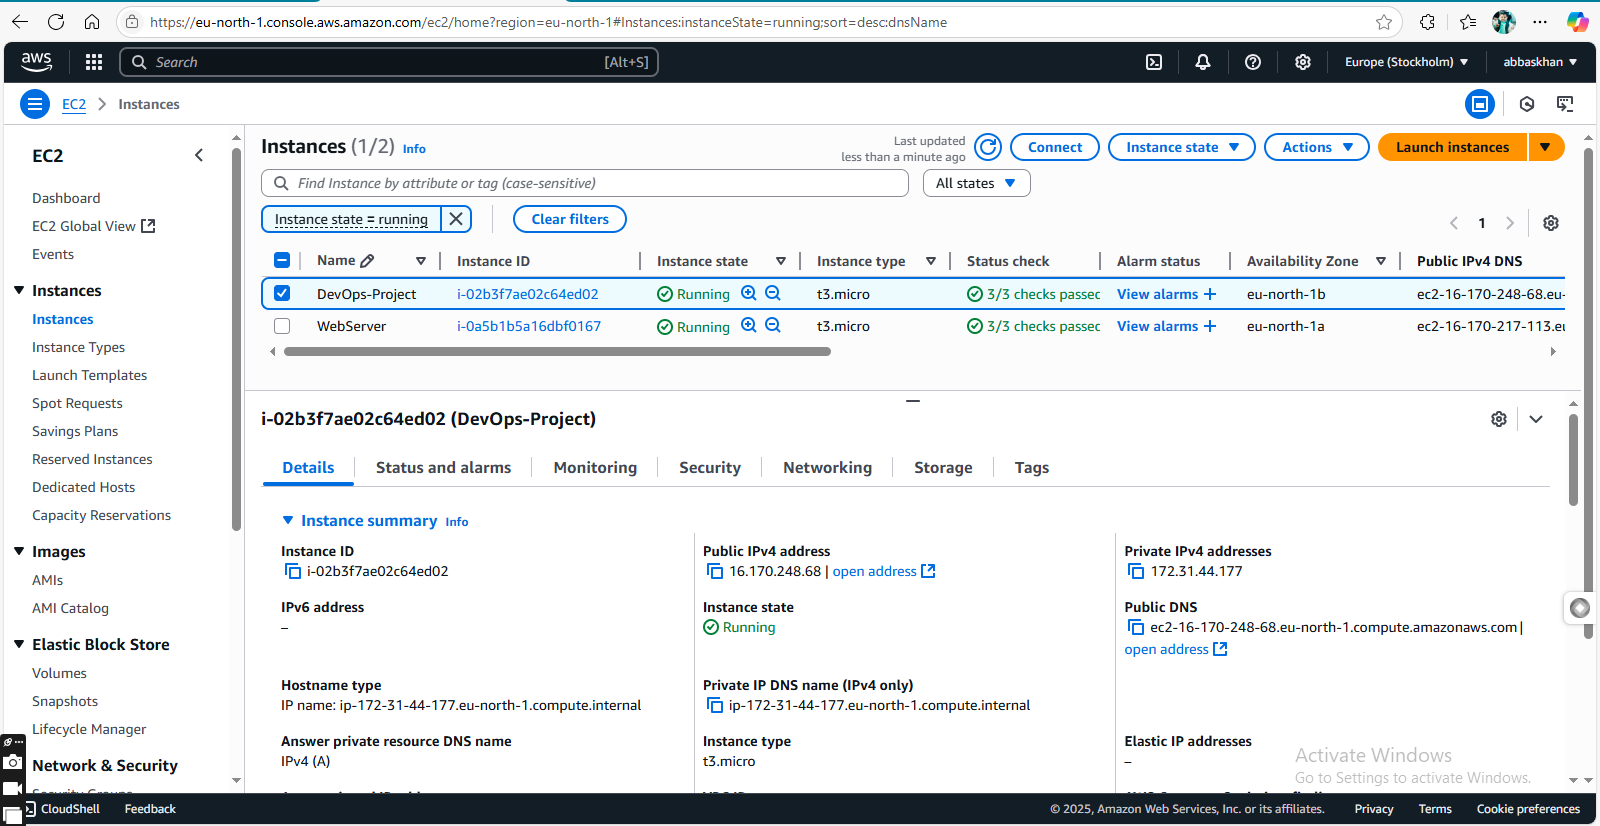 https://eu-north-1.console.aws.amazon.com/ec2/home?region=eu-north-1#Instances:instanceState=running;sort=desc:dnsName
aws
Search
[Alt+S]
Europe (Stockholm)
abbaskhan
EC2
Instances
EC2
Dashboard
EC2 Global View
Events
Instances
Instances
Instance Types
Launch Templates
Spot Requests
Savings Plans
Reserved Instances
Dedicated Hosts
Capacity Reservations
Images
AMIs
AMI Catalog
Elastic Block Store
Volumes
Snapshots
Lifecycle Manager
Network & Security
Instances (1/2) Info
Last updated
less than a minute ago
Connect
Instance state
Actions
Launch instances
Find Instance by attribute or tag (case-sensitive)
All states
Instance state = running
Clear filters
1
Name Instance ID Instance state Instance type Status check Alarm status Availability Zone Public IPv4 DNS
DevOps-Project i-02b3f7ae02c64ed02 Running t3.micro 3/3 checks passec View alarms eu-north-1b ec2-16-170-248-68.eu-
WebServer i-0a5b1b5a16dbf0167 Running t3.micro 3/3 checks passec View alarms eu-north-1a ec2-16-170-217-113.eu
i-02b3f7ae02c64ed02 (DevOps-Project)
Details Status and alarms Monitoring Security Networking Storage Tags
Instance summary Info
Instance ID
i-02b3f7ae02c64ed02
Public IPv4 address
16.170.248.68 | open address
Private IPv4 addresses
172.31.44.177
IPv6 address
–
Instance state
Running
Public DNS
ec2-16-170-248-68.eu-north-1.compute.amazonaws.com |
open address
Hostname type
IP name: ip-172-31-44-177.eu-north-1.compute.internal
Private IP DNS name (IPv4 only)
ip-172-31-44-177.eu-north-1.compute.internal
Answer private resource DNS name
IPv4 (A)
Instance type
t3.micro
Elastic IP addresses
–
Activate Windows
Go to Settings to activate Windows.
CloudShell
Feedback
© 2025, Amazon Web Services, Inc. or its affiliates.
Privacy
Terms
Cookie preferences